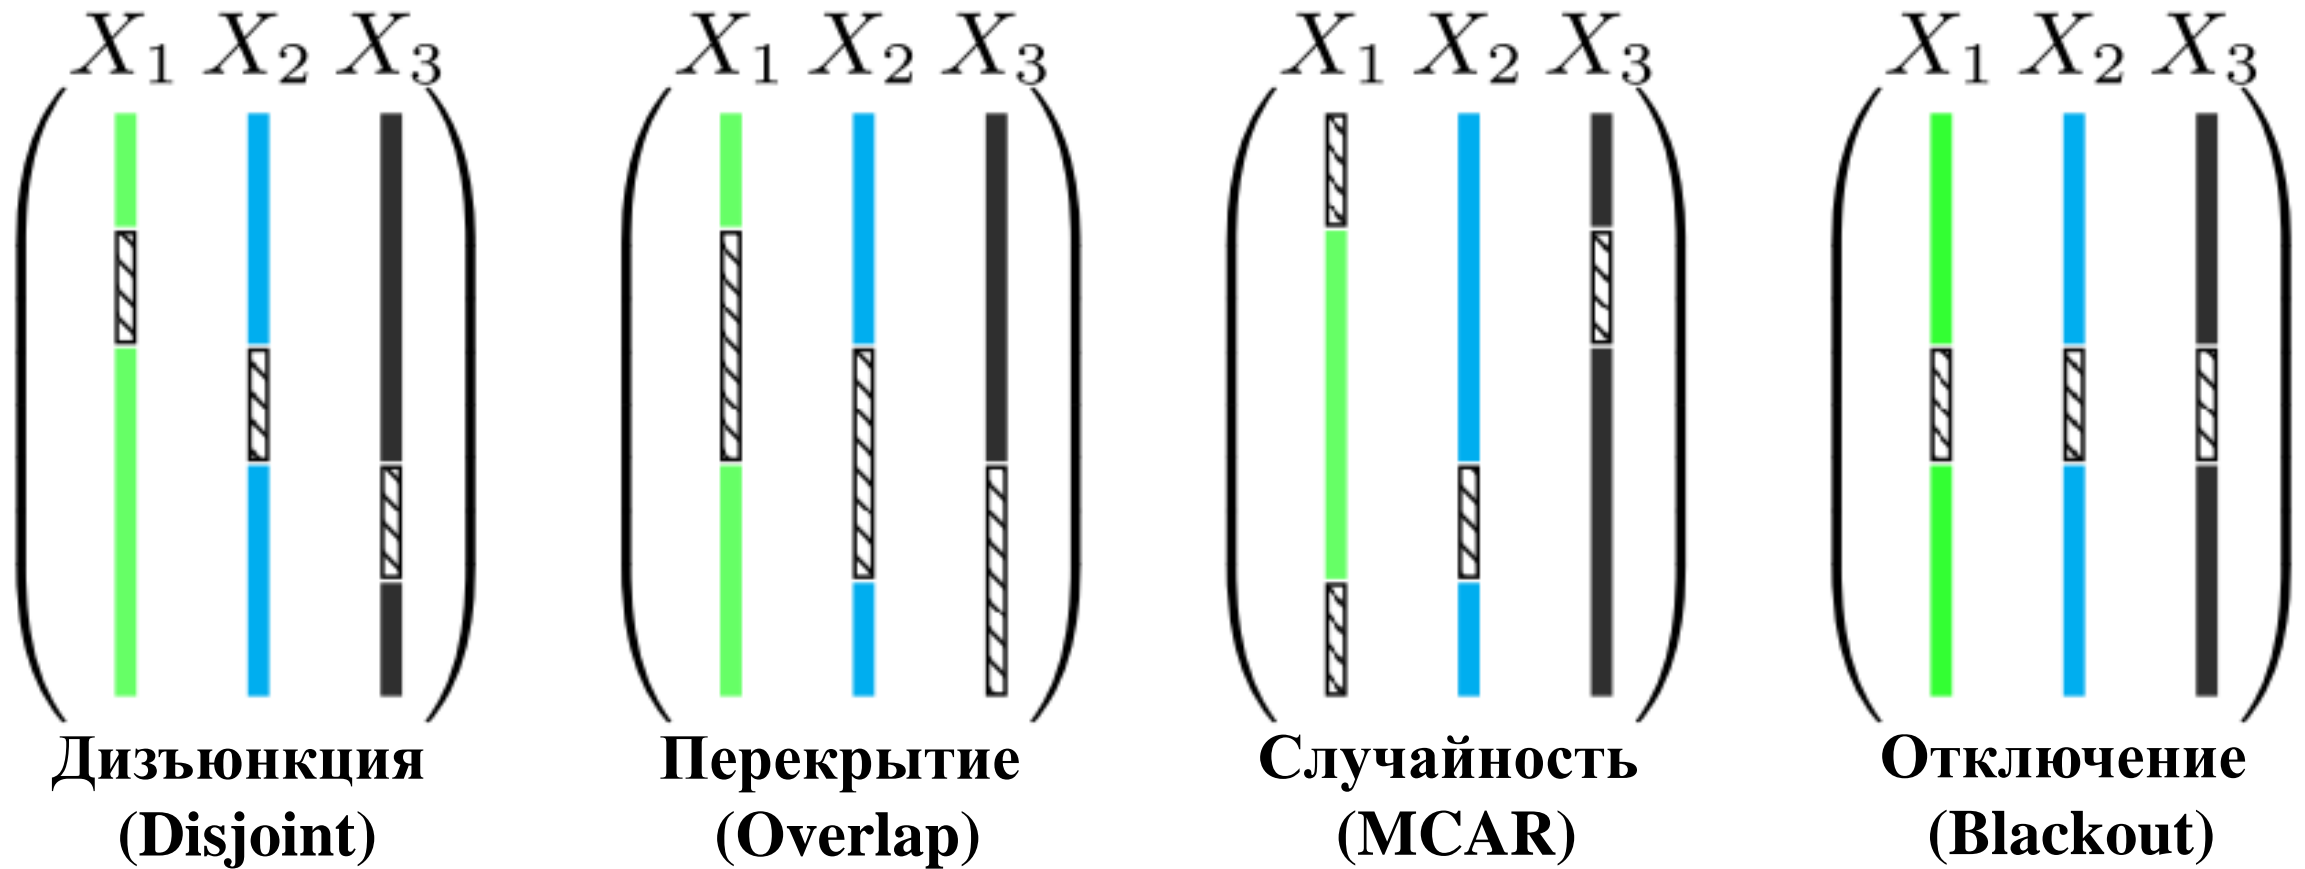 X₁ X₂ X₃ X₁ X₂ X₃ X₁ X₂ X₃ X₁ X₂ X₃
Дизъюнкция Перекрытие Случайность Отключение
(Disjoint) (Overlap) (MCAR) (Blackout)